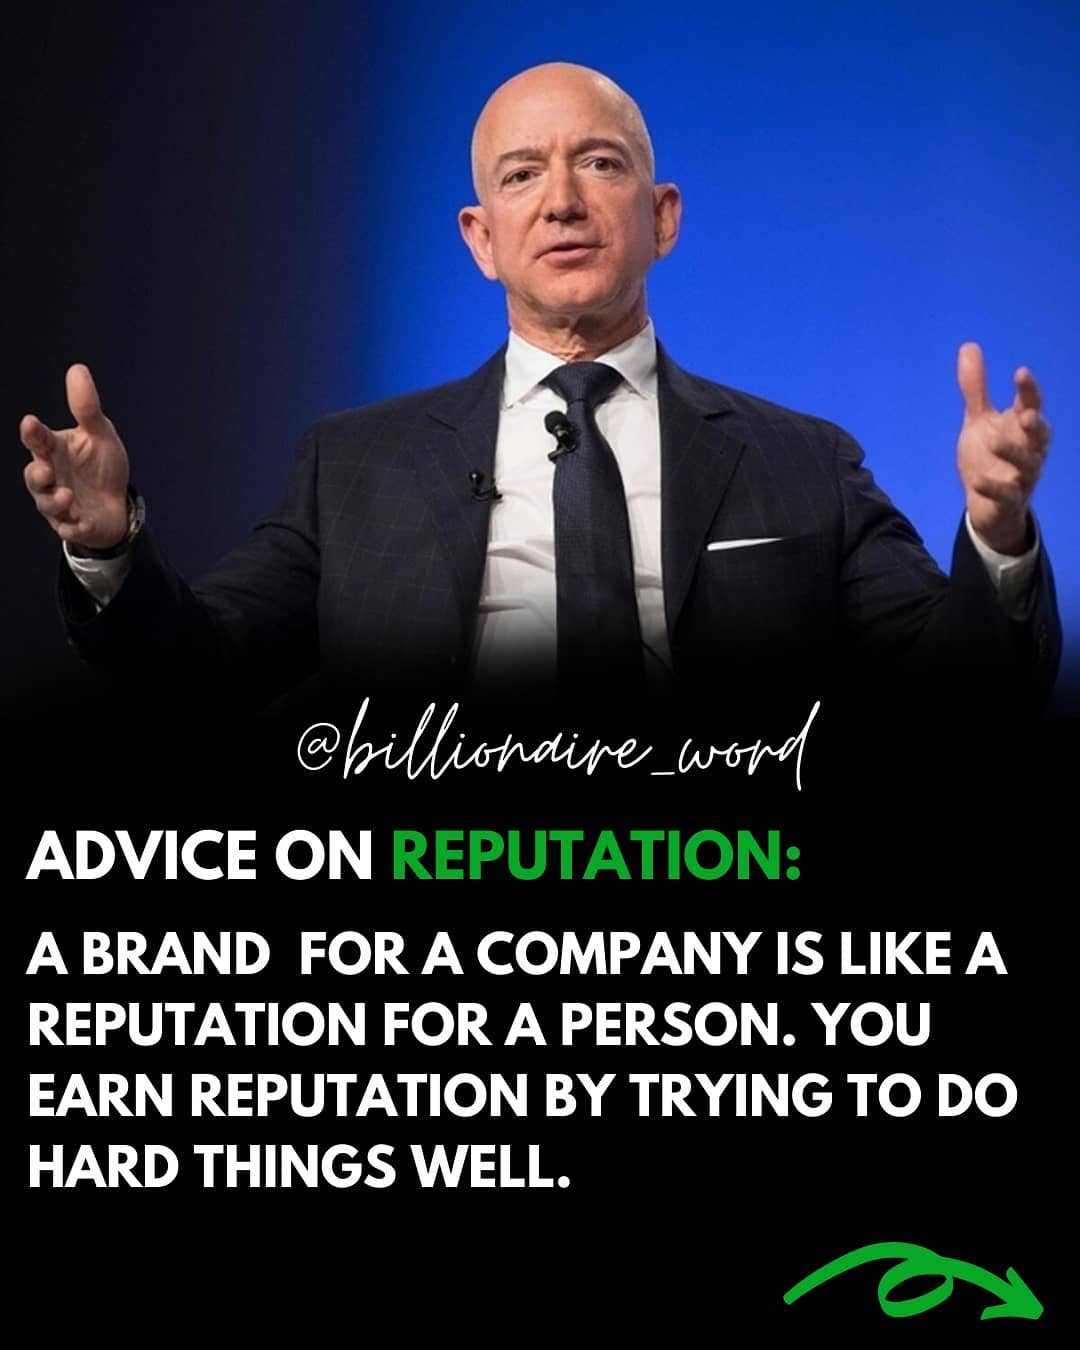 @billionaire_word
ADVICE ON REPUTATION:
A BRAND  FOR A COMPANY IS LIKE A
REPUTATION FOR A PERSON. YOU
EARN REPUTATION BY TRYING TO DO
HARD THINGS WELL.